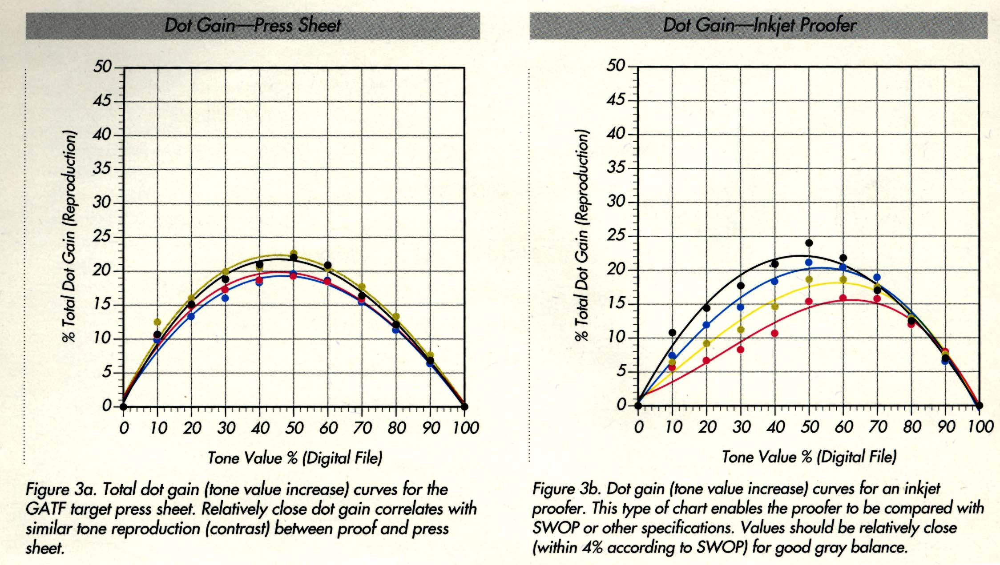 Dot Gain—Press Sheet
50
45
40
35
30
25
20
15
10
5
0
% Total Dot Gain (Reproduction)
0 10 20 30 40 50 60 70 80 90 100
Tone Value % (Digital File)
Figure 3a. Total dot gain (tone value increase) curves for the
GATF target press sheet. Relatively close dot gain correlates with
similar tone reproduction (contrast) between proof and press
sheet.
Dot Gain—Inkjet Proofer
50
45
40
35
30
25
20
15
10
5
0
% Total Dot Gain (Reproduction)
0 10 20 30 40 50 60 70 80 90 100
Tone Value % (Digital File)
Figure 3b. Dot gain (tone value increase) curves for an inkjet
proofer. This type of chart enables the proofer to be compared with
SWOP or other specifications. Values should be relatively close
(within 4% according to SWOP) for good gray balance.